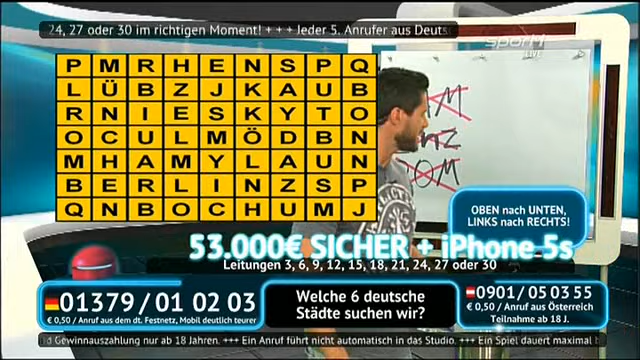 24, 27 oder 30 im richtigen Moment! + + + Jeder 5. Anrufer aus Deuts
sport1
LIVE
P M R H E N S P Q
L Ü B Z J K A U B
R N I E S K Y T O
O C U L M Ö D B N
M H A M Y L A U N
B E R L I N Z S P
Q N B O C H U M J
OBEN nach UNTEN,
LINKS nach RECHTS!
53.000€ SICHER + iPhone 5s
Leitungen 3, 6, 9, 12, 15, 18, 21, 24, 27 oder 30
01379/01 02 03
€ 0,50 / Anruf aus dem dt. Festnetz, Mobil deutlich teurer
Welche 6 deutsche
Städte suchen wir?
0901/05 03 55
€ 0,50 / Anruf aus Österreich
Teilnahme ab 18 J.
d Gewinnauszahlung nur ab 18 Jahren. +++ Ein Anruf führt nicht automatisch in das Studio. +++ Ein Spiel dauert maximal b